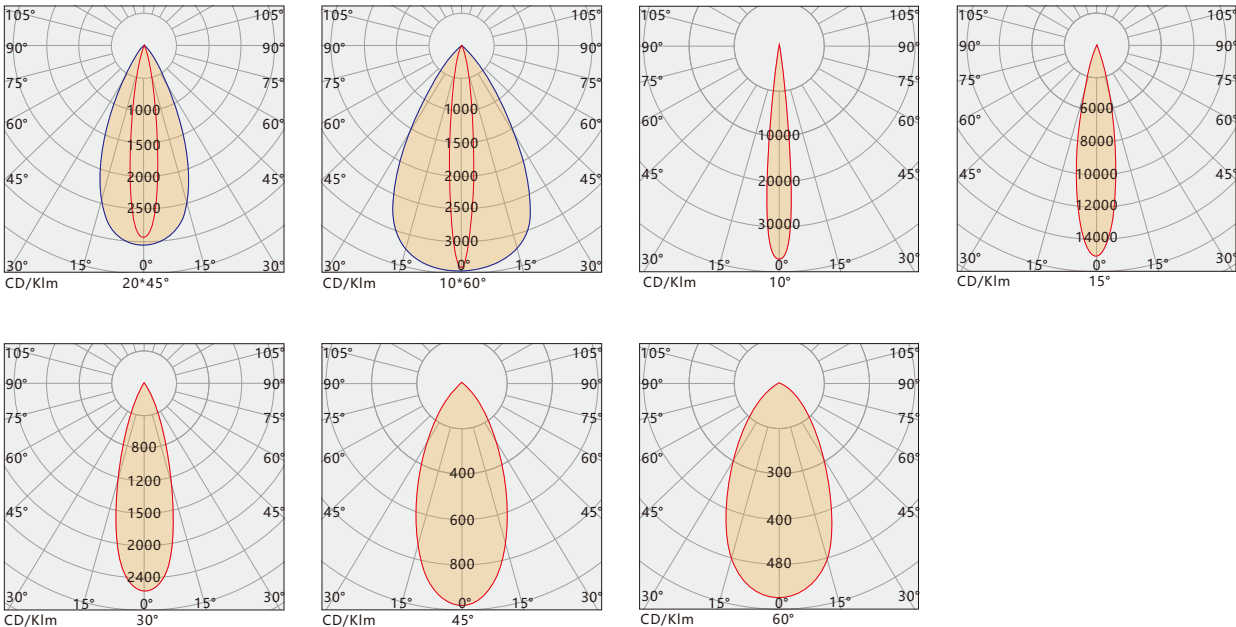 105° 105° 105° 105° 105° 105° 105° 105°
90° 90° 90° 90° 90° 90° 90° 90°
75° 75° 75° 75° 75° 75° 75° 75°
1000 1000 10000 6000
60° 60° 60° 60° 60° 60° 60° 60°
1500 1500 8000
45° 2000 45° 45° 2000 45° 45° 20000 45° 45° 10000 45°
2500 2500 30000 12000
3000 14000
30° 15° 0° 15° 30° 30° 15° 0° 15° 30° 30° 15° 0° 15° 30° 30° 15° 0° 15° 30°
CD/Klm 20*45° CD/Klm 10*60° CD/Klm 10° CD/Klm 15°
105° 105° 105° 105° 105° 105°
90° 90° 90° 90° 90° 90°
75° 75° 75° 75° 75° 75°
800
60° 60° 60° 60° 60° 60°
1200 400 300
45° 1500 45° 45° 600 45° 45° 400 45°
2000 800 480
2400
30° 15° 0° 15° 30° 30° 15° 0° 15° 30° 30° 15° 0° 15° 30°
CD/Klm 30° CD/Klm 45° CD/Klm 60°